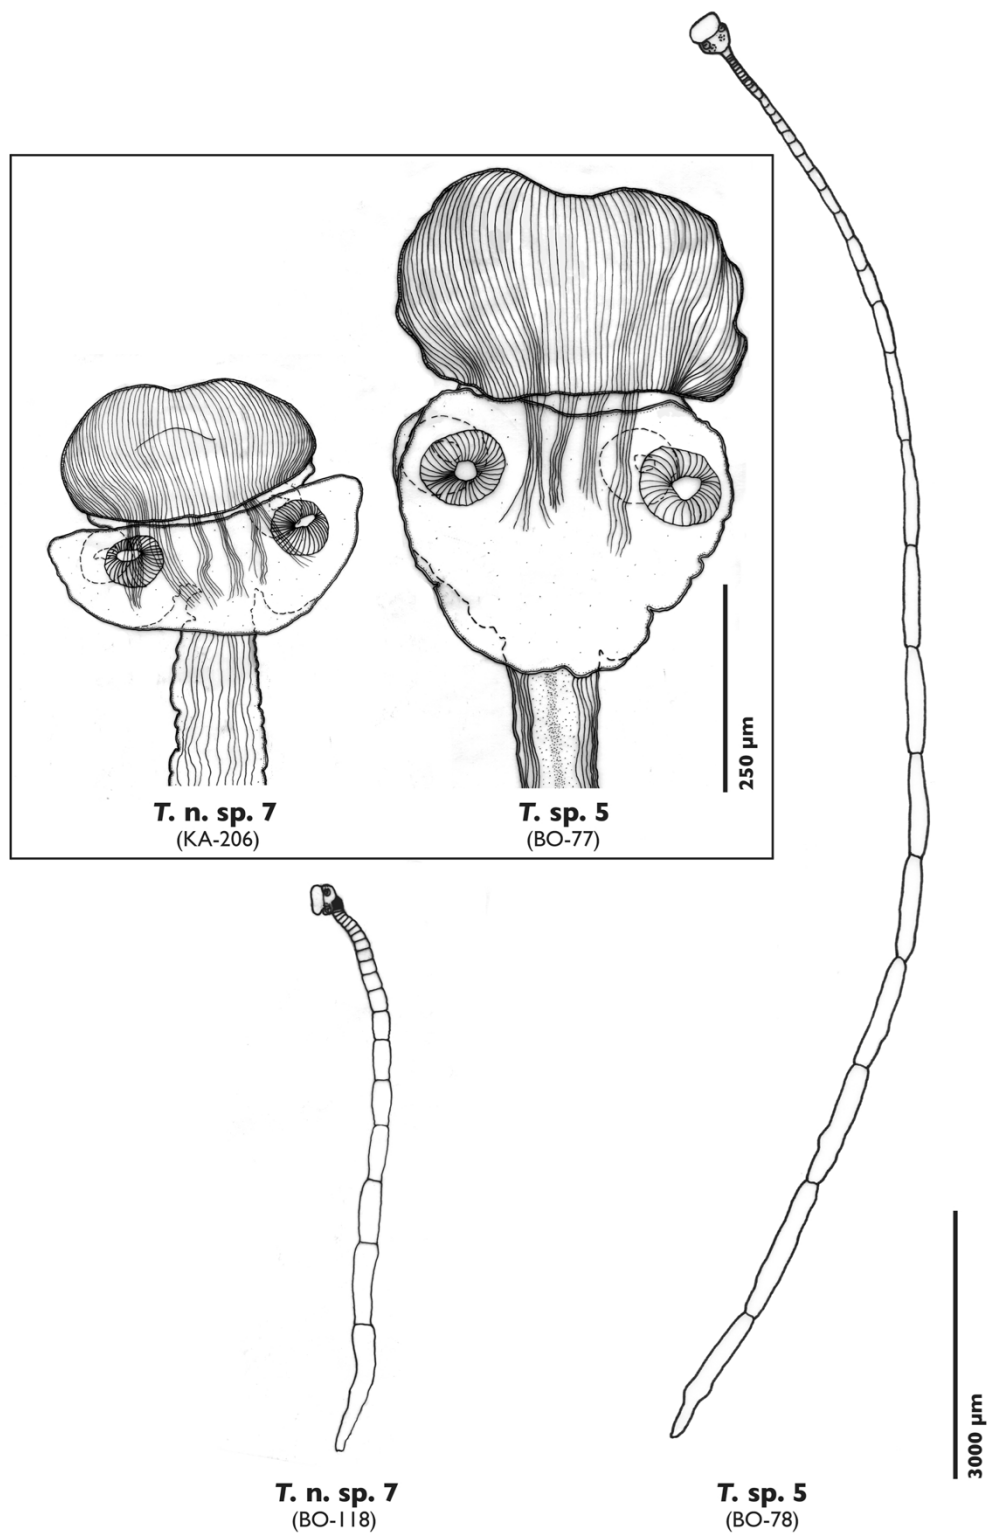 250 µm
T. n. sp. 7
(KA-206)
T. sp. 5
(BO-77)
3000 µm
T. n. sp. 7
(BO-118)
T. sp. 5
(BO-78)